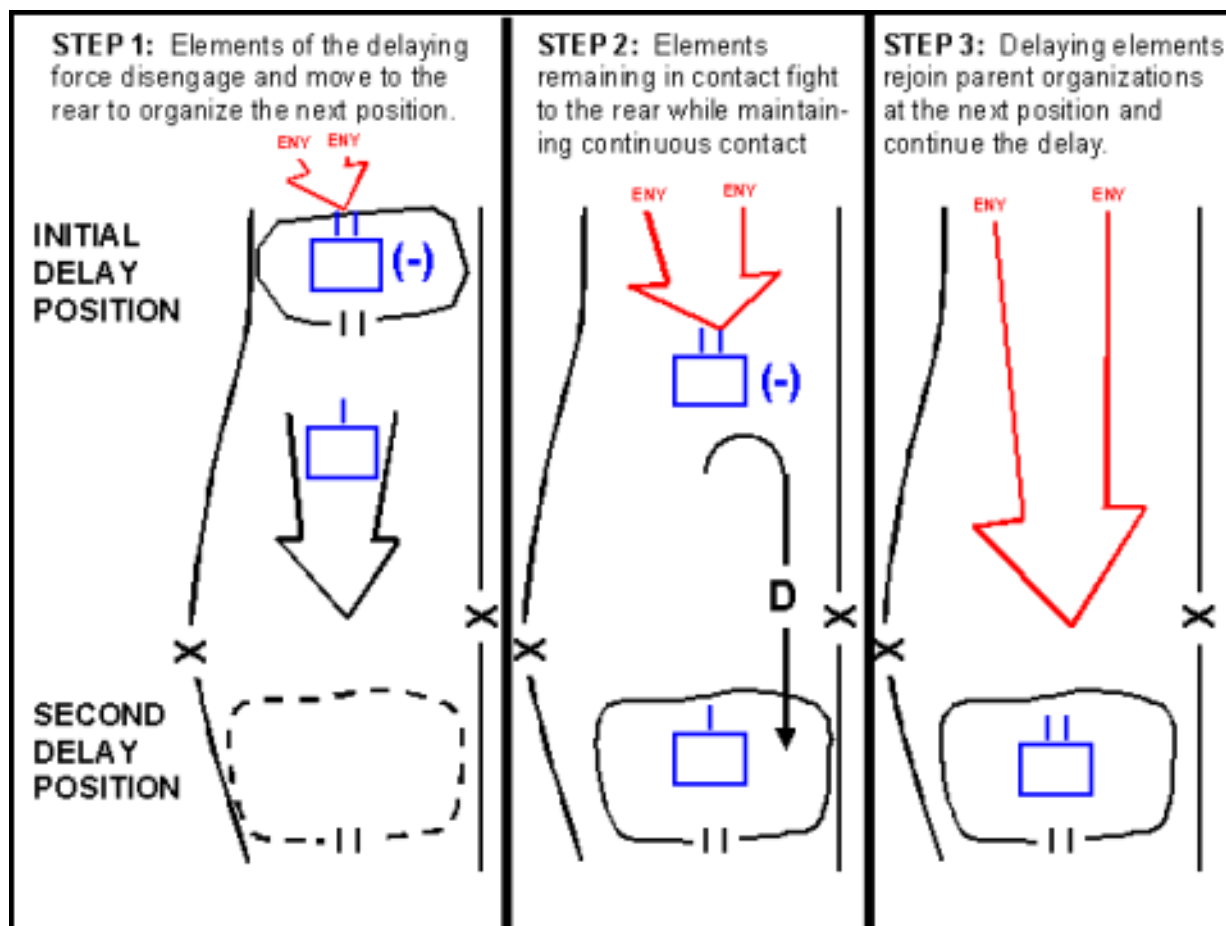 STEP 1: Elements of the delaying
force disengage and move to the
rear to organize the next position.
STEP 2: Elements
remaining in contact fight
to the rear while maintain-
ing continuous contact
STEP 3: Delaying elements
rejoin parent organizations
at the next position and
continue the delay.
ENY ENY
ENY ENY
ENY ENY
INITIAL
DELAY
POSITION
(-)
(-)
D
X X
X X
X X
SECOND
DELAY
POSITION